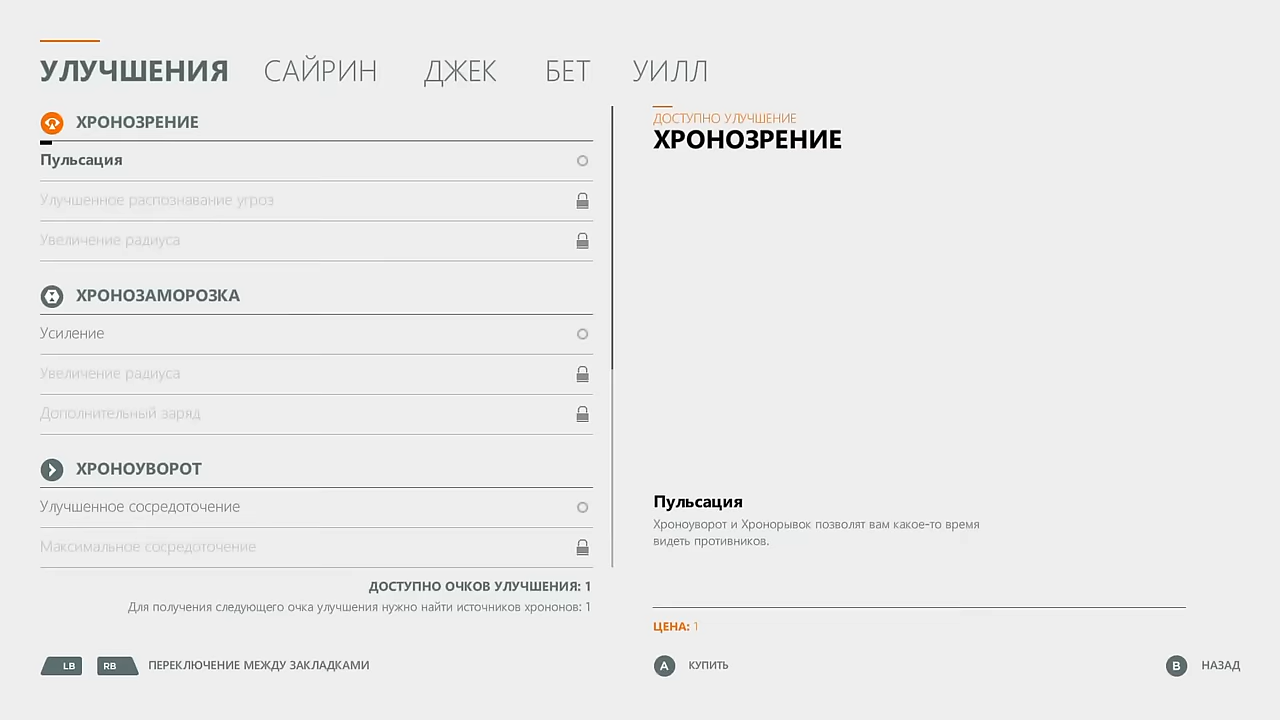 УЛУЧШЕНИЯ САЙРИН ДЖЕК БЕТ УИЛЛ
ХРОНОЗРЕНИЕ
Пульсация
Улучшенное распознавание угроз
Увеличение радиуса
ХРОНОЗАМОРОЗКА
Усиление
Увеличение радиуса
Дополнительный заряд
ХРОНОУВОРОТ
Улучшенное сосредоточение
Максимальное сосредоточение
ДОСТУПНО ОЧКОВ УЛУЧШЕНИЯ: 1
Для получения следующего очка улучшения нужно найти источников хрононов: 1
ДОСТУПНО УЛУЧШЕНИЕ
ХРОНОЗРЕНИЕ
Пульсация
Хроноуворот и Хронорывок позволят вам какое-то время
видеть противников.
ЦЕНА: 1
LB RB ПЕРЕКЛЮЧЕНИЕ МЕЖДУ ЗАКЛАДКАМИ
A КУПИТЬ
B НАЗАД